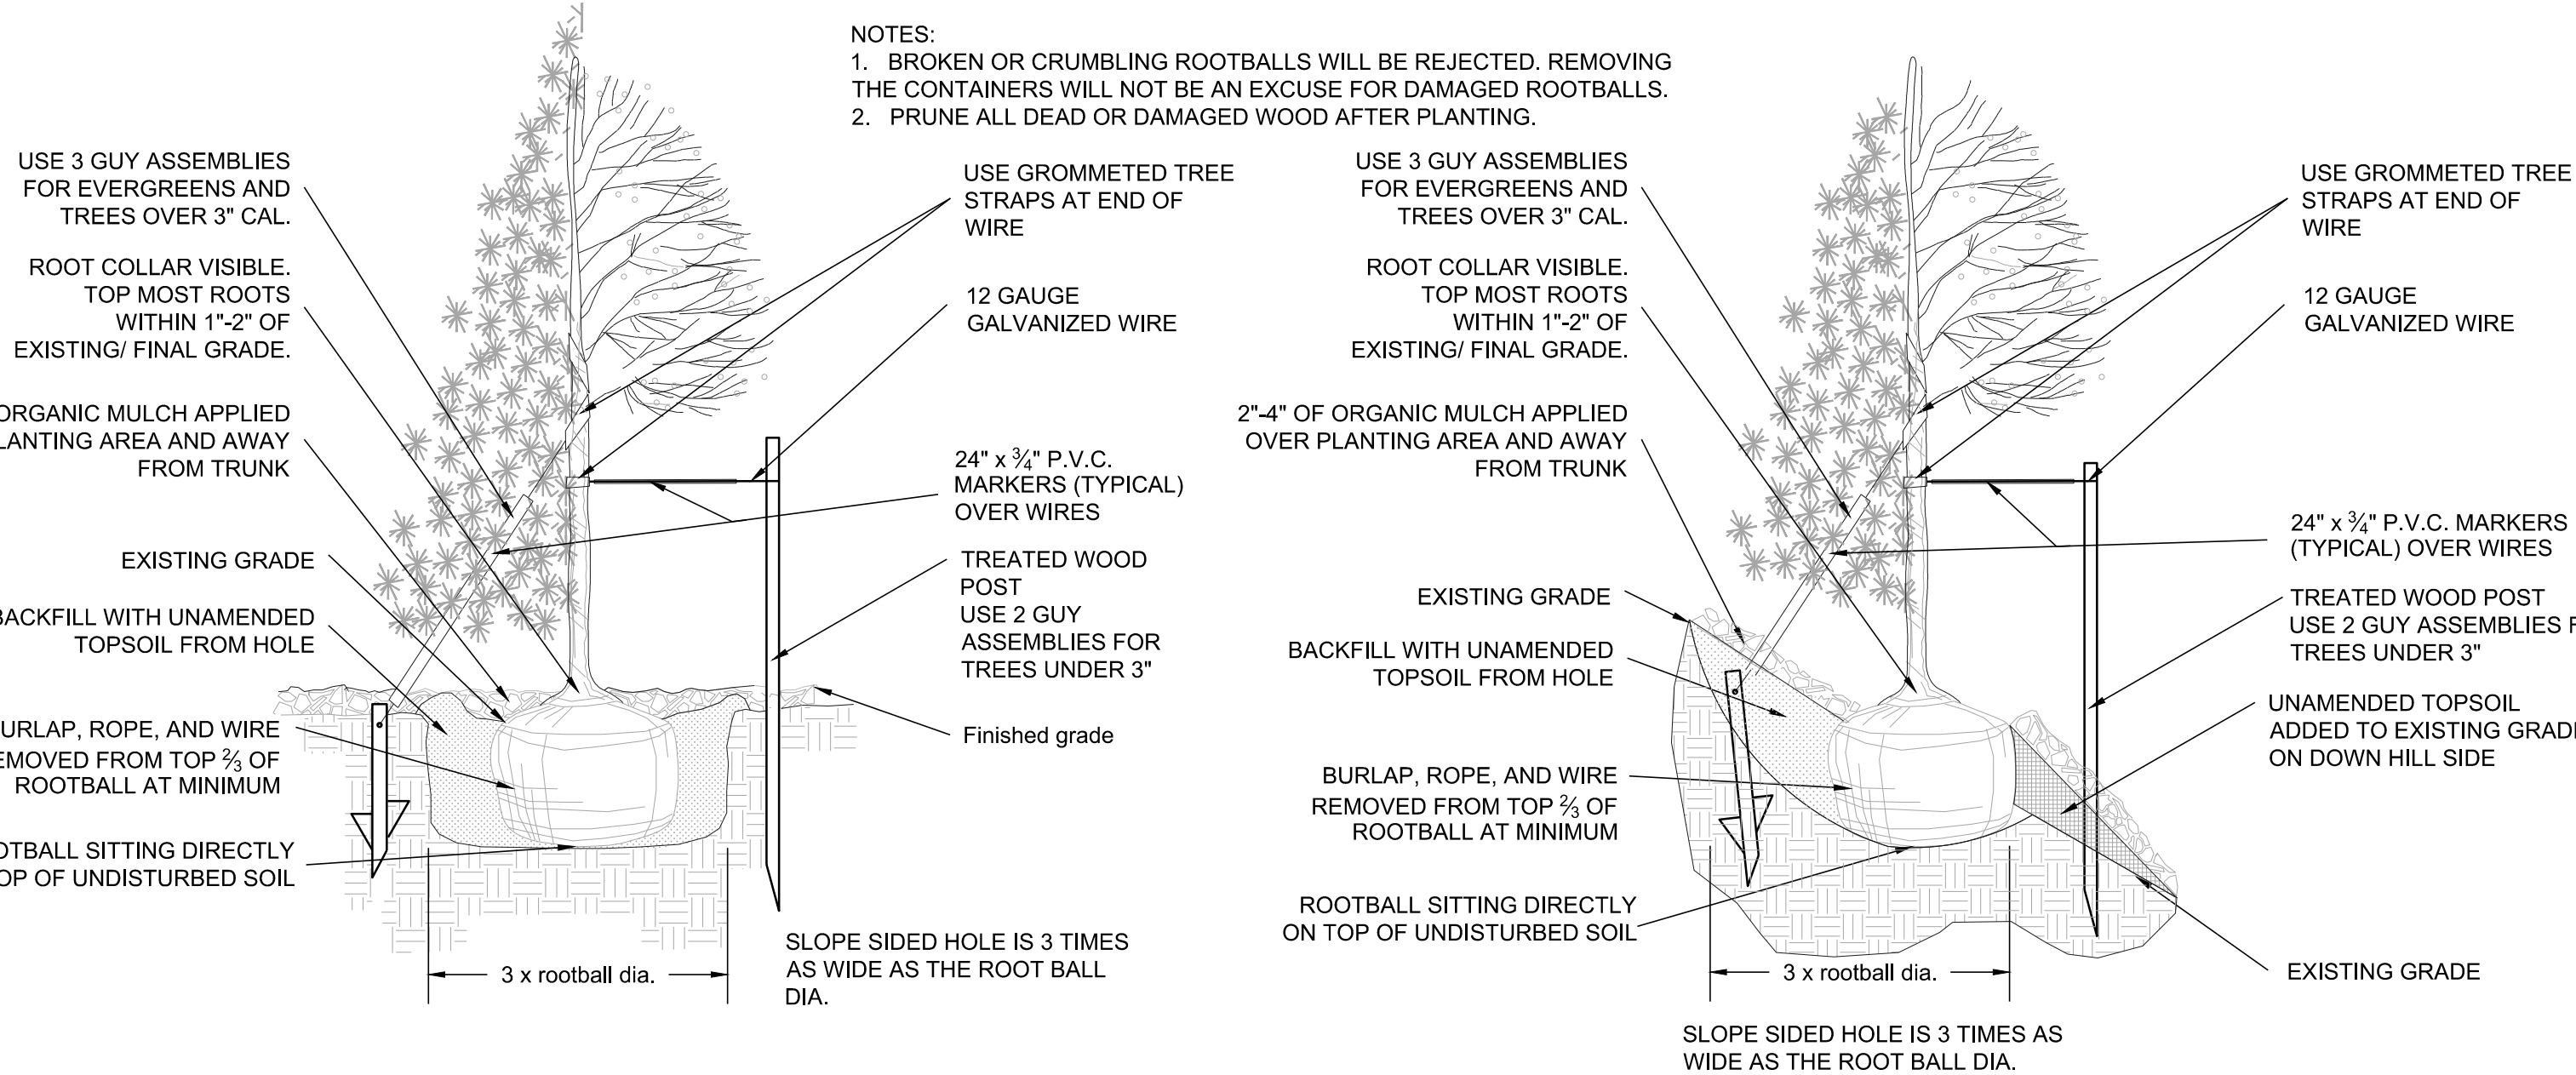 NOTES:
1. BROKEN OR CRUMBLING ROOTBALLS WILL BE REJECTED. REMOVING
THE CONTAINERS WILL NOT BE AN EXCUSE FOR DAMAGED ROOTBALLS.
2. PRUNE ALL DEAD OR DAMAGED WOOD AFTER PLANTING.
USE 3 GUY ASSEMBLIES
FOR EVERGREENS AND
TREES OVER 3" CAL.
ROOT COLLAR VISIBLE.
TOP MOST ROOTS
WITHIN 1"-2" OF
EXISTING/ FINAL GRADE.
ORGANIC MULCH APPLIED
PLANTING AREA AND AWAY
FROM TRUNK
EXISTING GRADE
BACKFILL WITH UNAMENDED
TOPSOIL FROM HOLE
BURLAP, ROPE, AND WIRE
REMOVED FROM TOP ⅔ OF
ROOTBALL AT MINIMUM
ROOTBALL SITTING DIRECTLY
TOP OF UNDISTURBED SOIL
USE GROMMETED TREE
STRAPS AT END OF
WIRE
12 GAUGE
GALVANIZED WIRE
24" x ¾" P.V.C.
MARKERS (TYPICAL)
OVER WIRES
TREATED WOOD
POST
USE 2 GUY
ASSEMBLIES FOR
TREES UNDER 3"
Finished grade
3 x rootball dia.
SLOPE SIDED HOLE IS 3 TIMES
AS WIDE AS THE ROOT BALL
DIA.
USE 3 GUY ASSEMBLIES
FOR EVERGREENS AND
TREES OVER 3" CAL.
ROOT COLLAR VISIBLE.
TOP MOST ROOTS
WITHIN 1"-2" OF
EXISTING/ FINAL GRADE.
2"-4" OF ORGANIC MULCH APPLIED
OVER PLANTING AREA AND AWAY
FROM TRUNK
EXISTING GRADE
BACKFILL WITH UNAMENDED
TOPSOIL FROM HOLE
BURLAP, ROPE, AND WIRE
REMOVED FROM TOP ⅔ OF
ROOTBALL AT MINIMUM
ROOTBALL SITTING DIRECTLY
ON TOP OF UNDISTURBED SOIL
USE GROMMETED TREE
STRAPS AT END OF
WIRE
12 GAUGE
GALVANIZED WIRE
24" x ¾" P.V.C. MARKERS
(TYPICAL) OVER WIRES
TREATED WOOD POST
USE 2 GUY ASSEMBLIES
TREES UNDER 3"
UNAMENDED TOPSOIL
ADDED TO EXISTING GRADE
ON DOWN HILL SIDE
EXISTING GRADE
3 x rootball dia.
SLOPE SIDED HOLE IS 3 TIMES AS
WIDE AS THE ROOT BALL DIA.